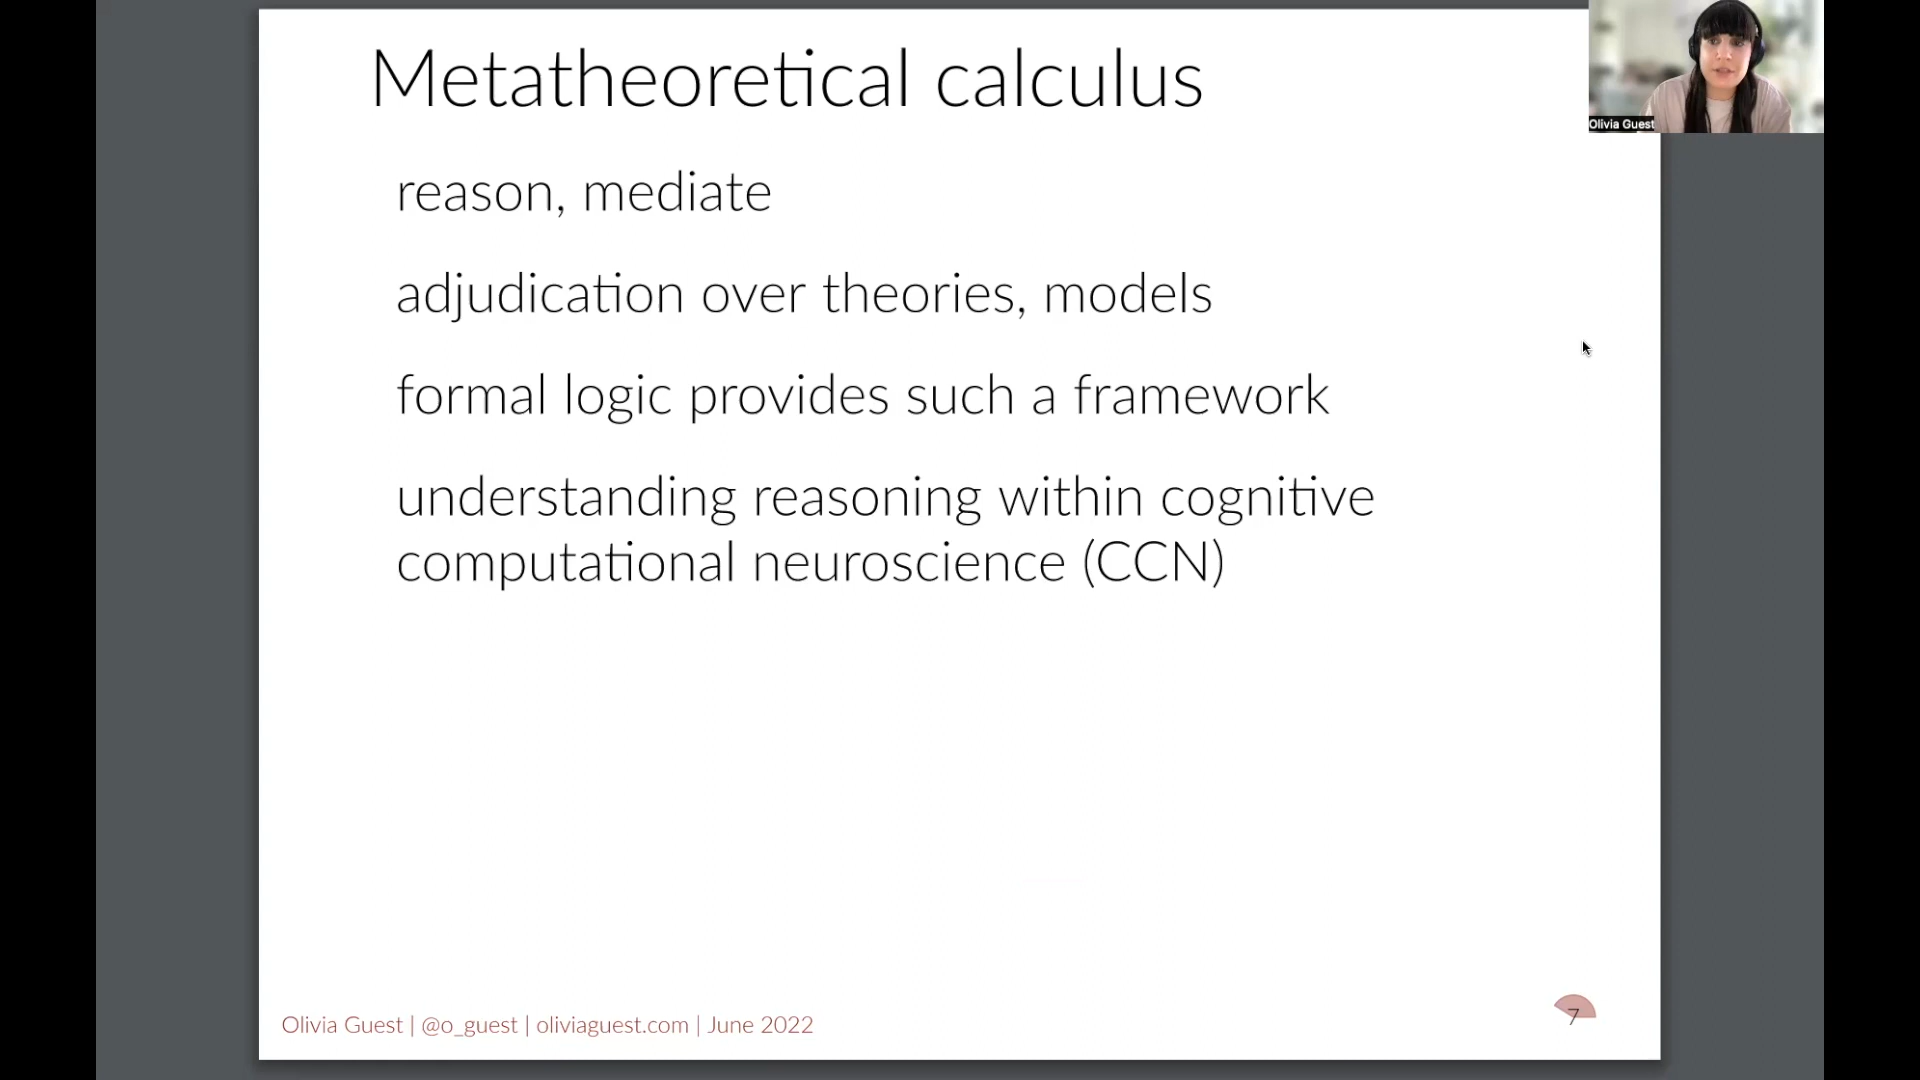 Metatheoretical calculus
Olivia Guest
reason, mediate
adjudication over theories, models
formal logic provides such a framework
understanding reasoning within cognitive
computational neuroscience (CCN)
Olivia Guest | @o_guest | oliviaguest.com | June 2022
7